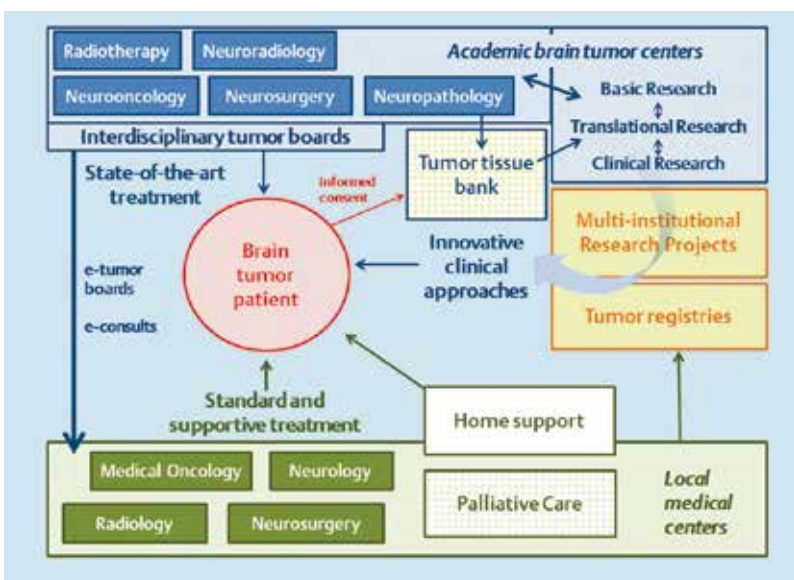 Radiotherapy
Neuroradiology
Academic brain tumor centers
Neurooncology
Neurosurgery
Neuropathology
Basic Research
Translational Research
Clinical Research
Interdisciplinary tumor boards
State-of-the-art
treatment
informed
consent
Tumor tissue
bank
Multi-institutional
Research Projects
Brain
tumor
patient
Innovative
clinical
approaches
e-tumor
boards
e-consults
Tumor registries
Standard and
supportive treatment
Home support
Medical Oncology
Neurology
Radiology
Neurosurgery
Palliative Care
Local
medical
centers